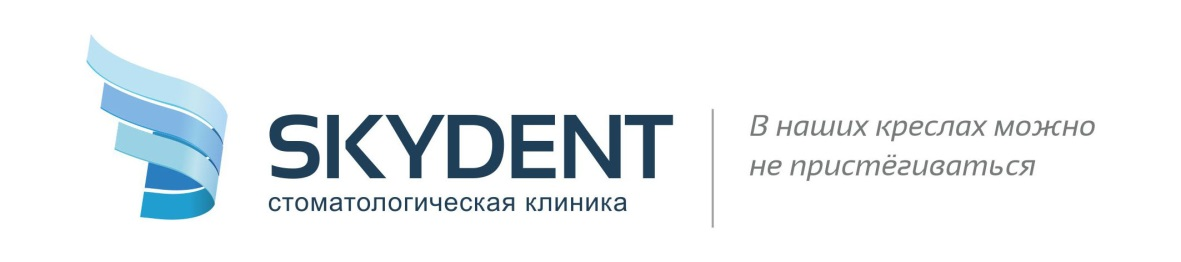 SKYDENT
стоматологическая клиника
В наших креслах можно
не пристёгиваться